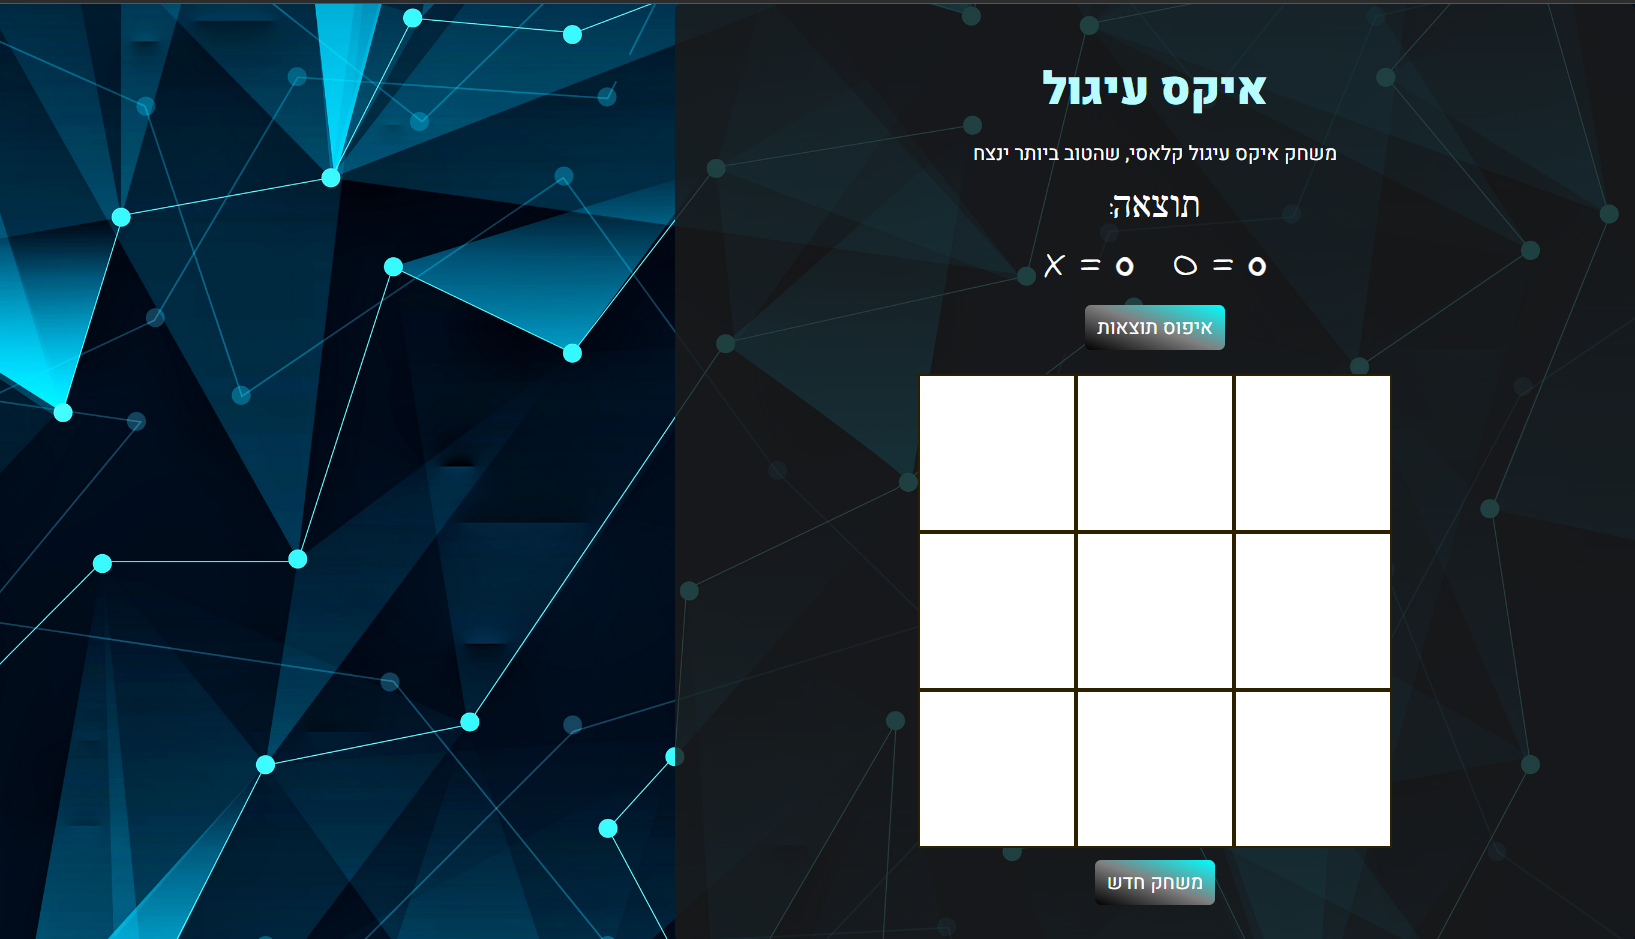 איקס עיגול
משחק איקס עיגול קלאסי, שהטוב ביותר ינצח
תוצאה:
X = 0 O = 0
איפוס תוצאות
משחק חדש